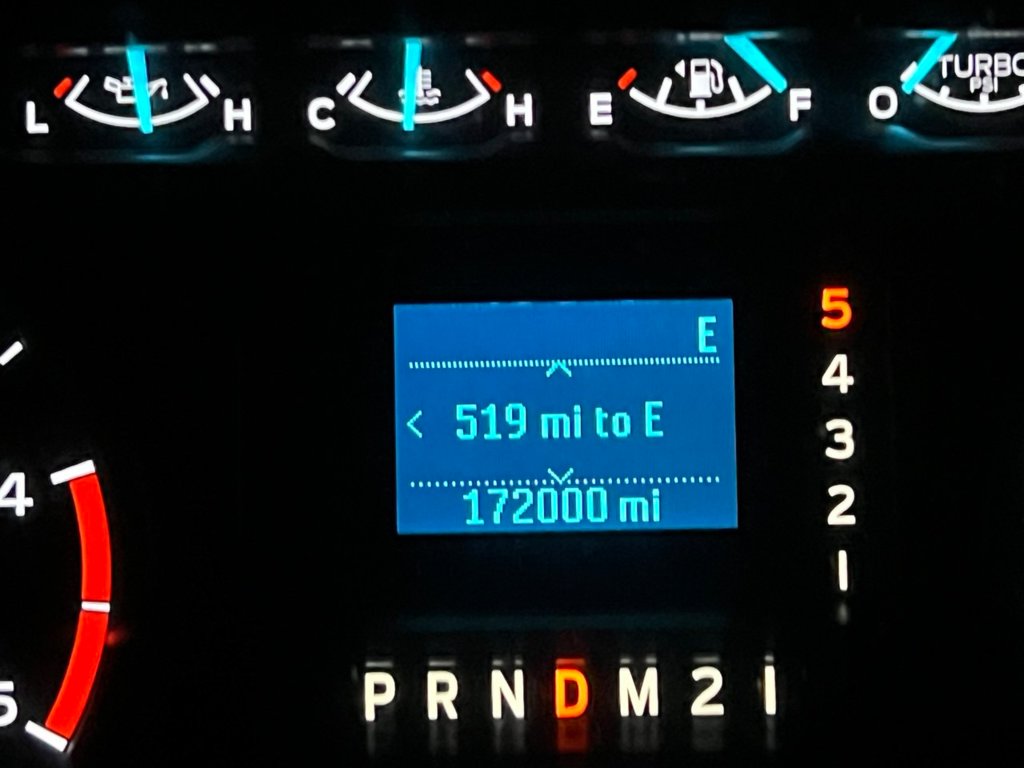 L H C H E F O TURBO
PSI
E
519 mi to E
172000 mi
5
4
3
2
1
4
5
P R N D M 2 1